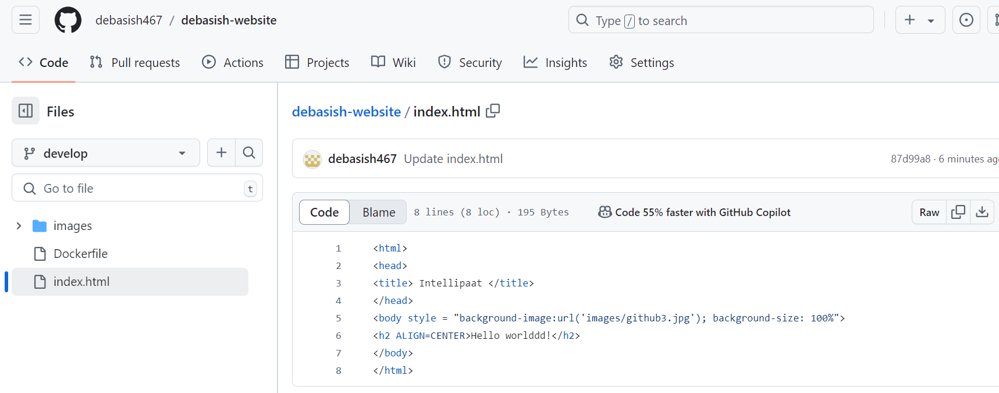 debasish467 / debasish-website
Type / to search
Code Pull requests Actions Projects Wiki Security Insights Settings
Files
develop
Go to file t
images
Dockerfile
index.html
debasish-website / index.html
debasish467 Update index.html 87d99a8 · 6 minutes
Code Blame 8 lines (8 loc) · 195 Bytes Code 55% faster with GitHub Copilot Raw
1 <html>
2 <head>
3 <title> Intellipaat </title>
4 </head>
5 <body style = "background-image:url('images/github3.jpg'); background-size: 100%">
6 <h2 ALIGN=CENTER>Hello worlddd!</h2>
7 </body>
8 </html>